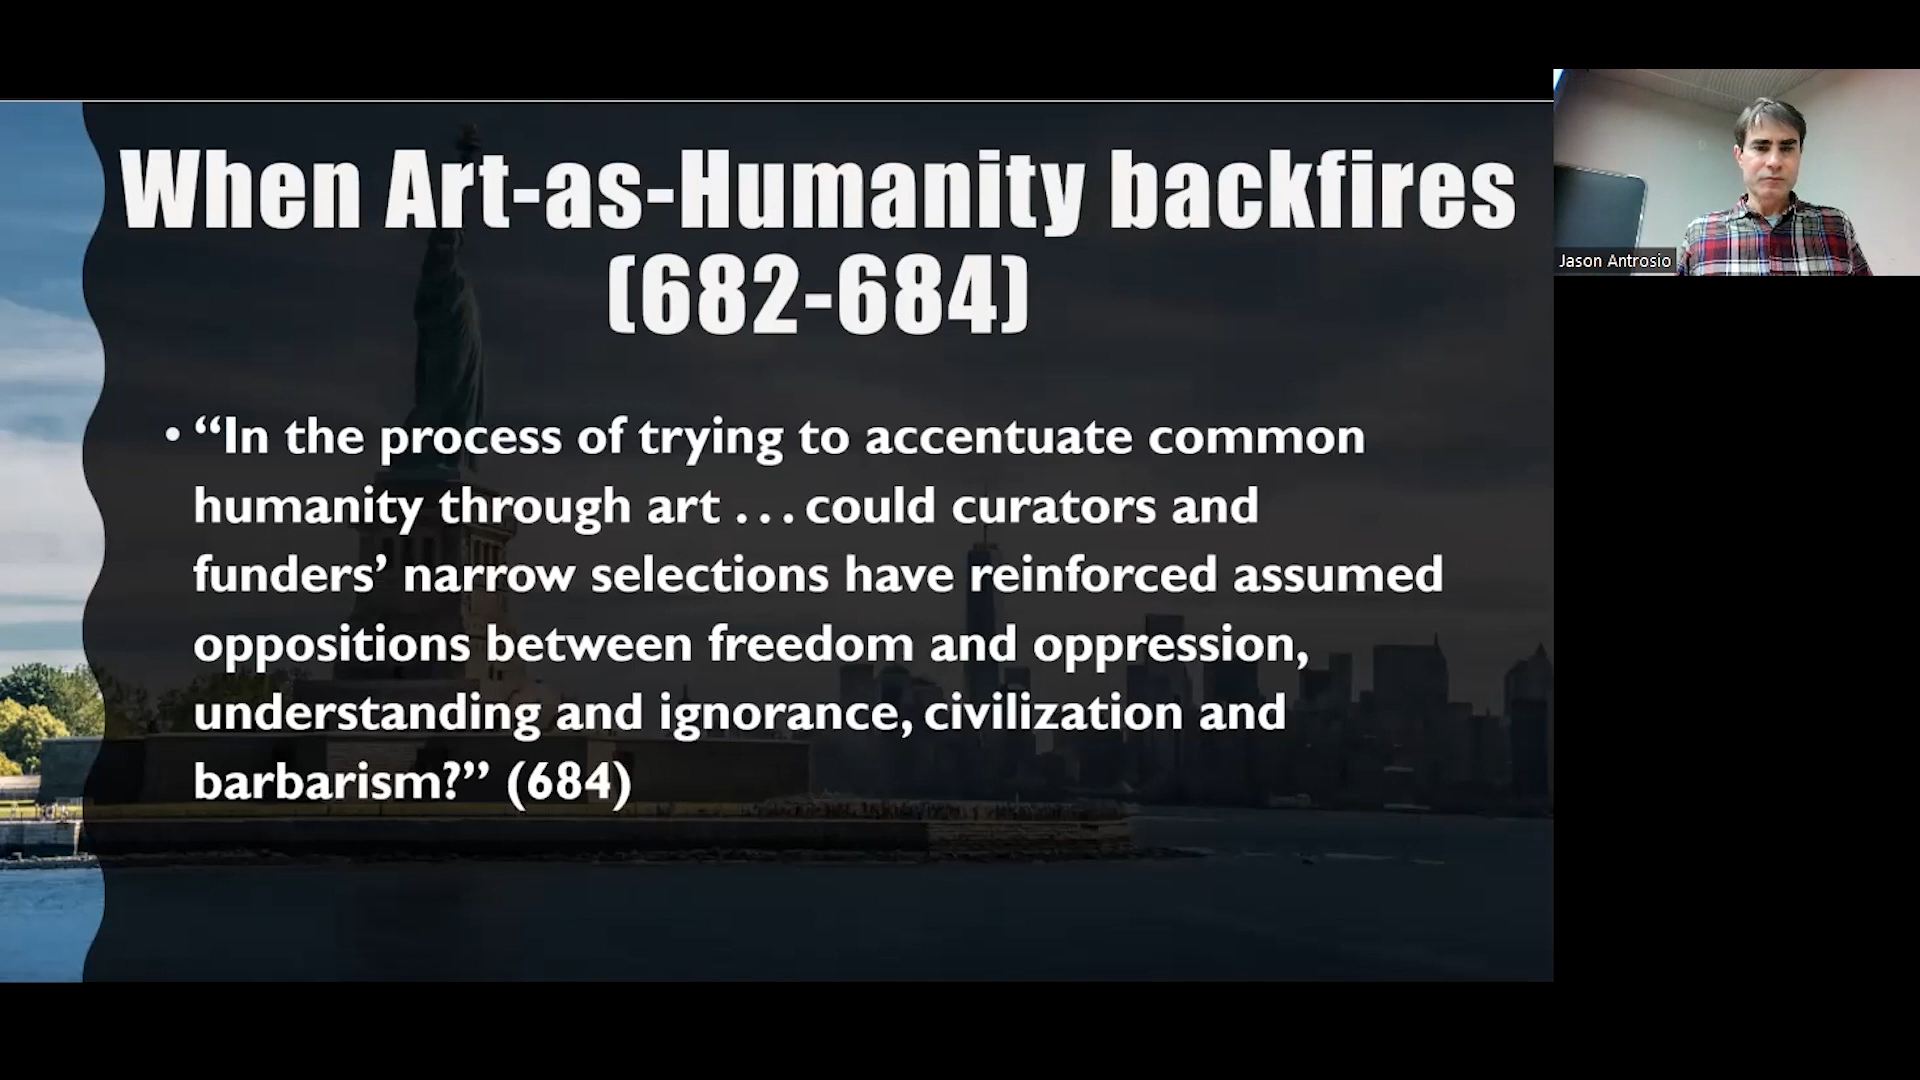 When Art-as-Humanity backfires
(682-684)
• “In the process of trying to accentuate common
humanity through art . . . could curators and
funders’ narrow selections have reinforced assumed
oppositions between freedom and oppression,
understanding and ignorance, civilization and
barbarism?” (684)
Jason Antrosio